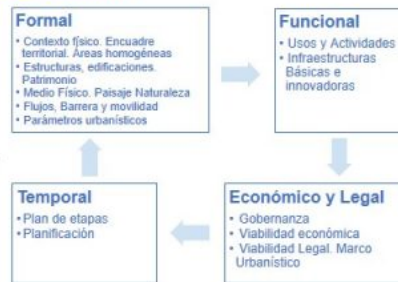 Formal
• Contexto físico. Encuadre
territorial. Áreas homogéneas
• Estructuras, edificaciones.
Patrimonio
• Medio Físico. Paisaje Naturaleza
• Flujos, Barrera y movilidad
• Parámetros urbanísticos
Funcional
• Usos y Actividades
• Infraestructuras
Básicas e
innovadoras
Temporal
• Plan de etapas
• Planificación
Económico y Legal
• Gobernanza
• Viabilidad económica
• Viabilidad Legal. Marco
Urbanístico